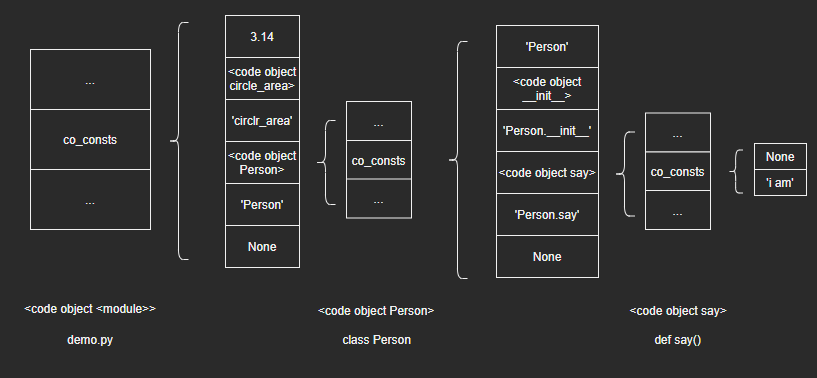 ...
co_consts
...
3.14
<code object
circle_area>
'circlr_area'
<code object
Person>
'Person'
None
...
co_consts
...
'Person'
<code object
__init__>
'Person.__init__'
<code object say>
'Person.say'
None
...
co_consts
...
None
'i am'
<code object <module>>
demo.py
<code object Person>
class Person
<code object say>
def say()